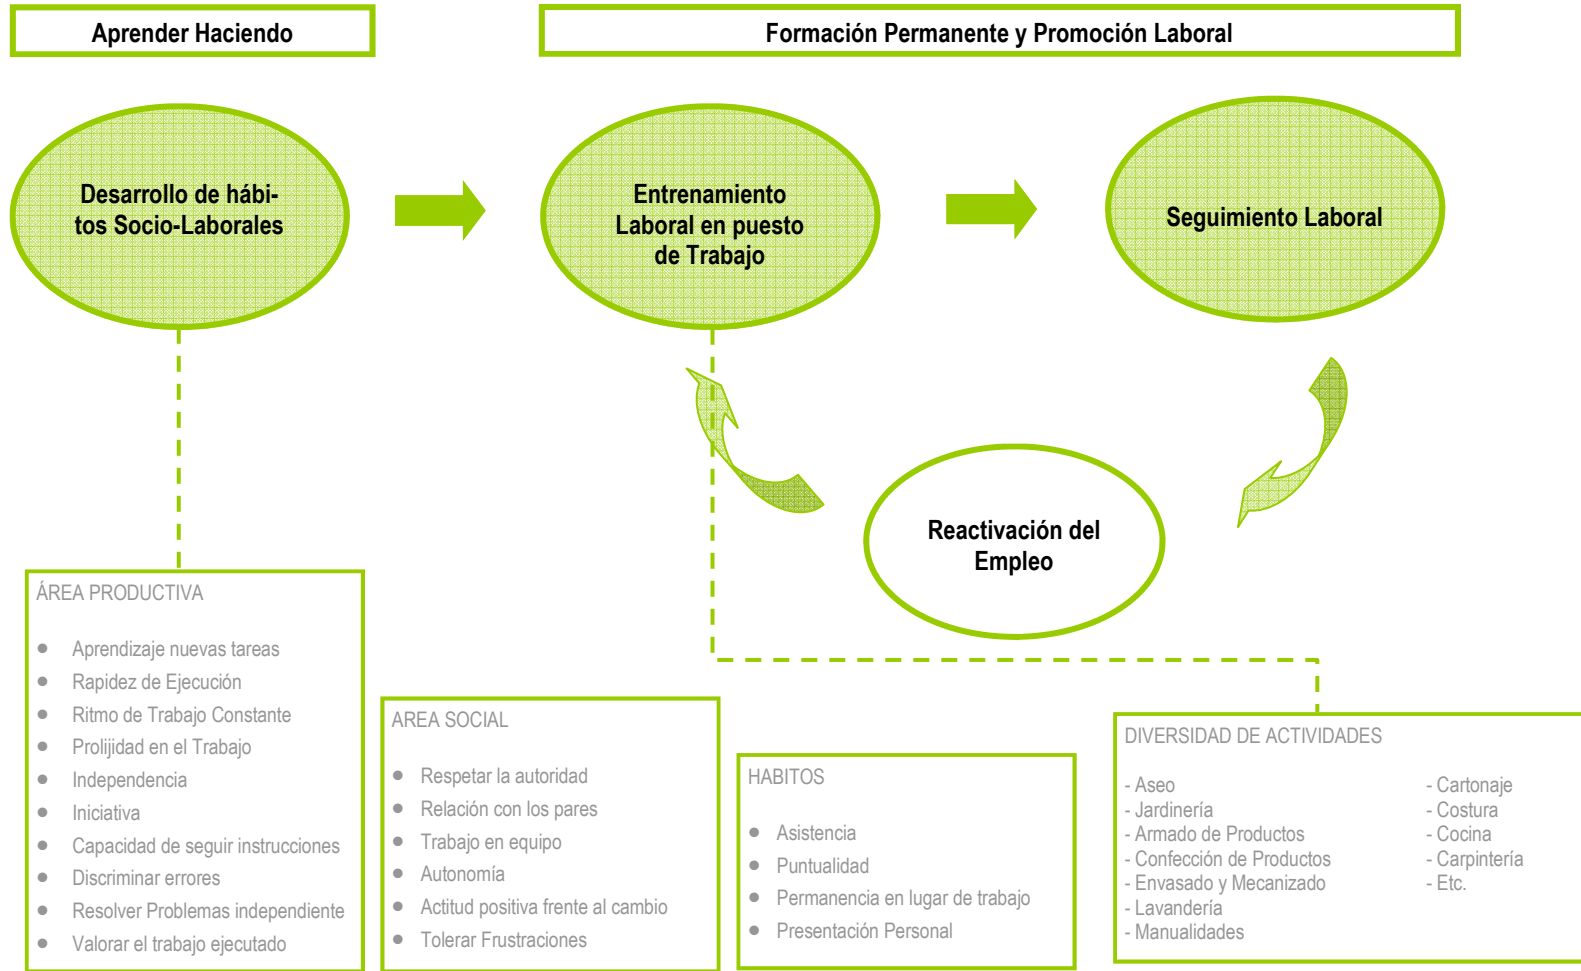 Aprender Haciendo
Formación Permanente y Promoción Laboral
Desarrollo de hábi-
tos Socio-Laborales
Entrenamiento
Laboral en puesto
de Trabajo
Seguimiento Laboral
Reactivación del
Empleo
ÁREA PRODUCTIVA
● Aprendizaje nuevas tareas
● Rapidez de Ejecución
● Ritmo de Trabajo Constante
● Prolijidad en el Trabajo
● Independencia
● Iniciativa
● Capacidad de seguir instrucciones
● Discriminar errores
● Resolver Problemas independiente
● Valorar el trabajo ejecutado
AREA SOCIAL
● Respetar la autoridad
● Relación con los pares
● Trabajo en equipo
● Autonomía
● Actitud positiva frente al cambio
● Tolerar Frustraciones
HABITOS
● Asistencia
● Puntualidad
● Permanencia en lugar de trabajo
● Presentación Personal
DIVERSIDAD DE ACTIVIDADES
- Aseo
- Jardinería
- Armado de Productos
- Confección de Productos
- Envasado y Mecanizado
- Lavandería
- Manualidades
- Cartonaje
- Costura
- Cocina
- Carpintería
- Etc.